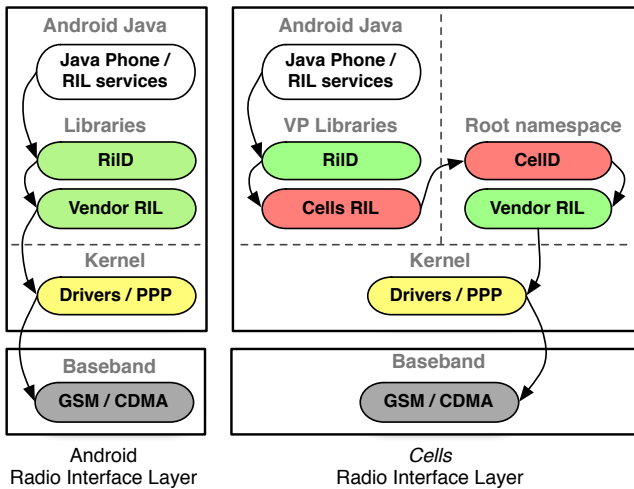 Android Java
Java Phone /
RIL services
Libraries
RilD
Vendor RIL
Kernel
Drivers / PPP
Baseband
GSM / CDMA
Android
Radio Interface Layer
Android Java
Java Phone /
RIL services
VP Libraries
RilD
Cells RIL
Root namespace
CellD
Vendor RIL
Kernel
Drivers / PPP
Baseband
GSM / CDMA
Cells
Radio Interface Layer